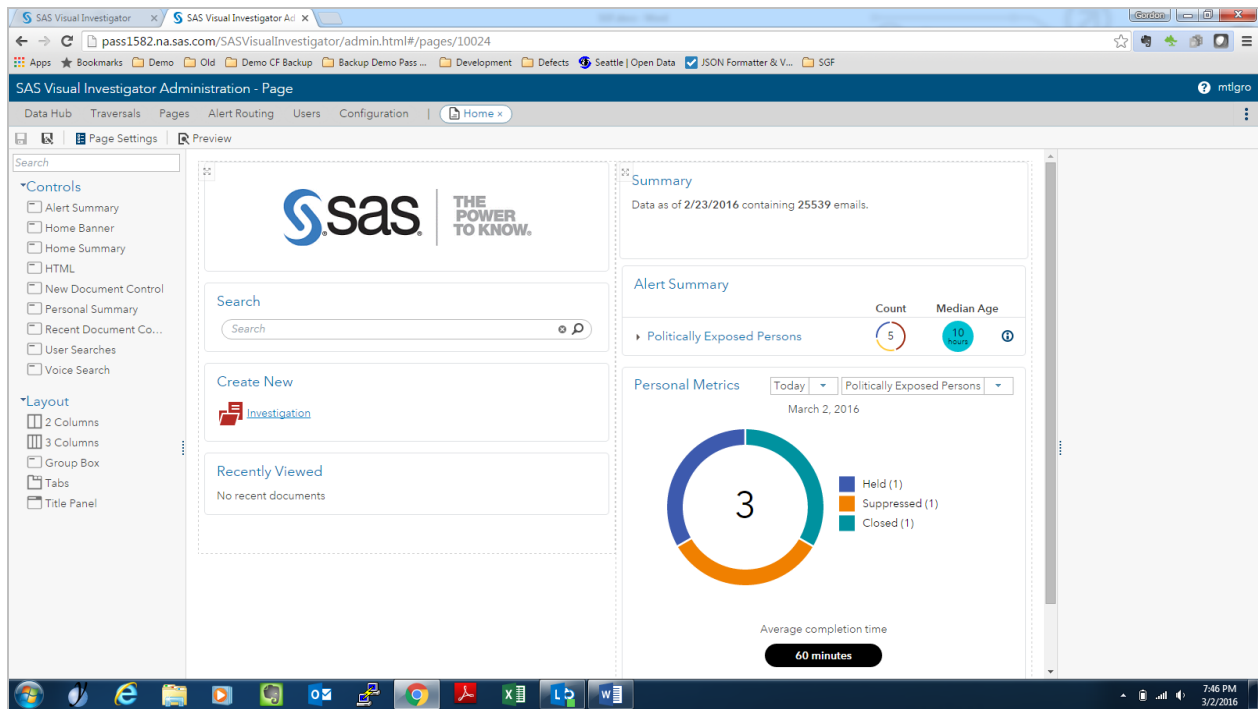 SAS Visual Investigator
SAS Visual Investigator Ad
Gordon
pass1582.na.sas.com/SASVisualInvestigator/admin.html#/pages/10024
Apps Bookmarks Demo Old Demo CF Backup Backup Demo Pass ... Development Defects Seattle | Open Data JSON Formatter & V... SGF
SAS Visual Investigator Administration - Page
mtlgro
Data Hub Traversals Pages Alert Routing Users Configuration | Home ×
Page Settings Preview
Search
Controls
Alert Summary
Home Banner
Home Summary
HTML
New Document Control
Personal Summary
Recent Document Co...
User Searches
Voice Search
Layout
2 Columns
3 Columns
Group Box
Tabs
Title Panel
sas
THE
POWER
TO KNOW®
Search
Search
Create New
Investigation
Recently Viewed
No recent documents
Summary
Data as of 2/23/2016 containing 25539 emails.
Alert Summary
Count Median Age
Politically Exposed Persons 5 10
hours
Personal Metrics Today Politically Exposed Persons
March 2, 2016
3
Held (1)
Suppressed (1)
Closed (1)
Average completion time
60 minutes
7:46 PM
3/2/2016